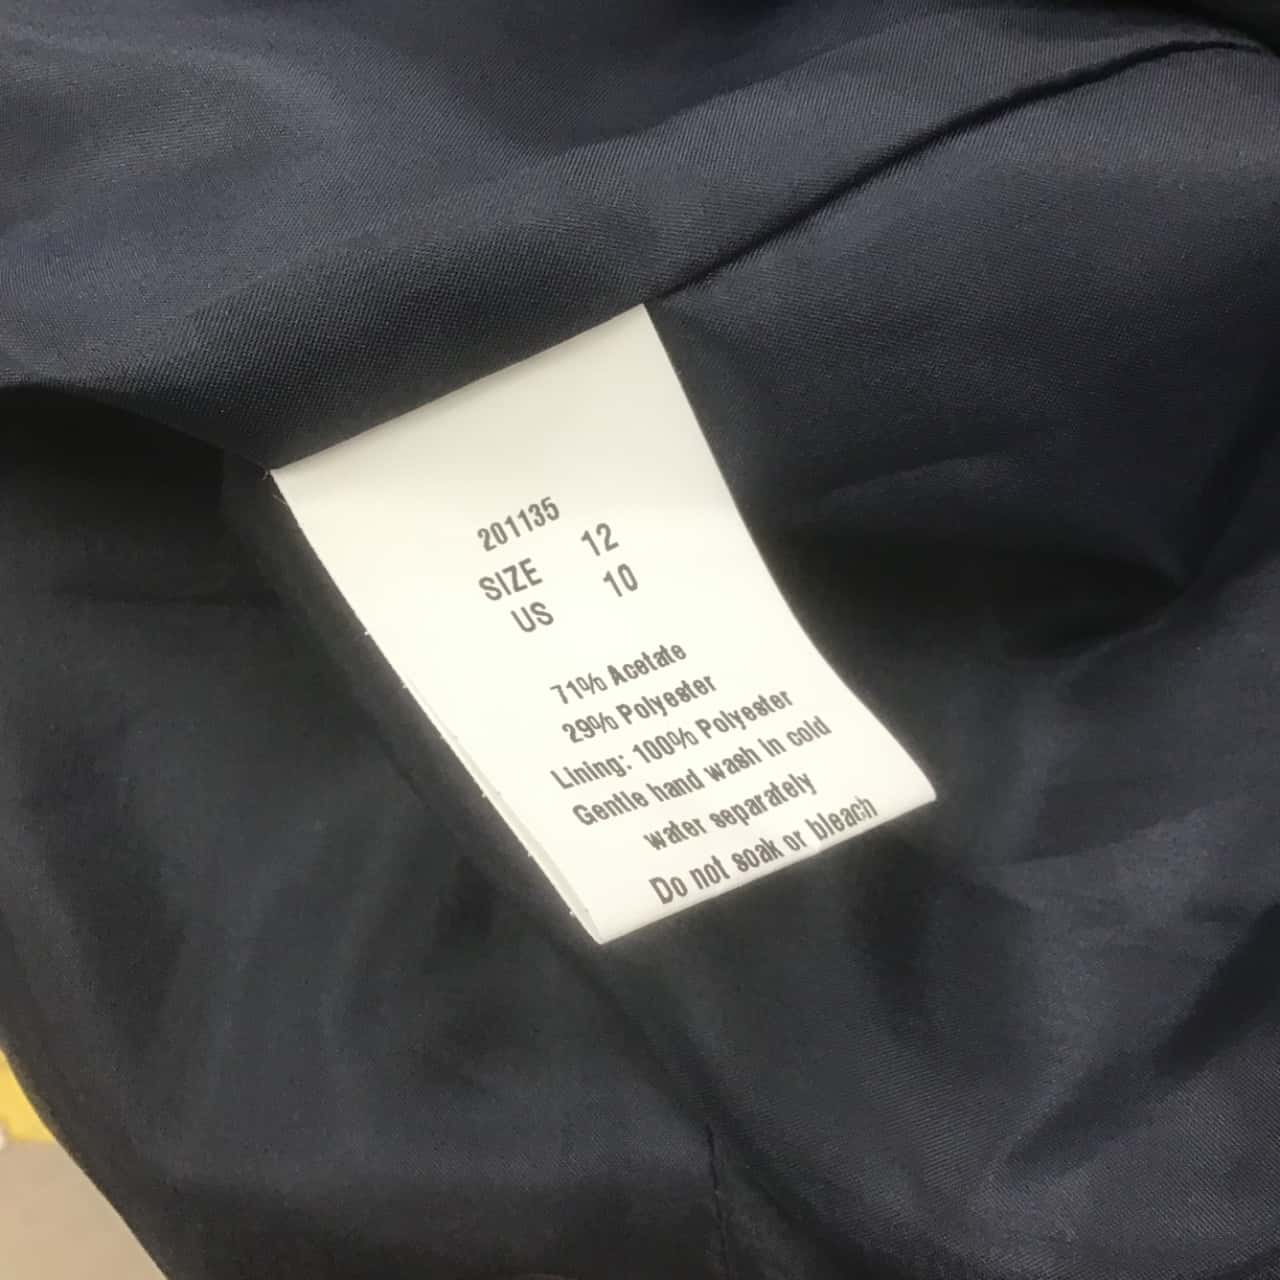 201135
SIZE 12
US 10
71% Acetate
29% Polyester
Lining: 100% Polyester
Gentle hand wash in cold
water separately
Do not soak or bleach